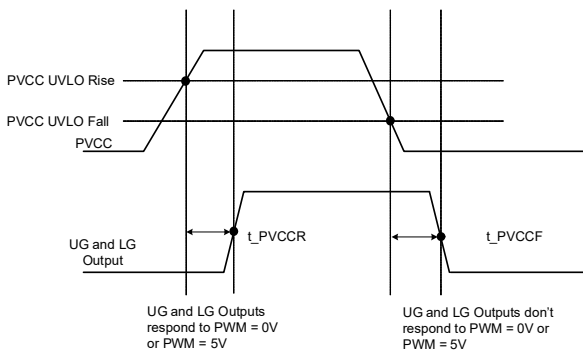 PVCC UVLO Rise
PVCC UVLO Fall
PVCC
t_PVCCR
t_PVCCF
UG and LG
Output
UG and LG Outputs
respond to PWM = 0V
or PWM = 5V
UG and LG Outputs don't
respond to PWM = 0V or
PWM = 5V